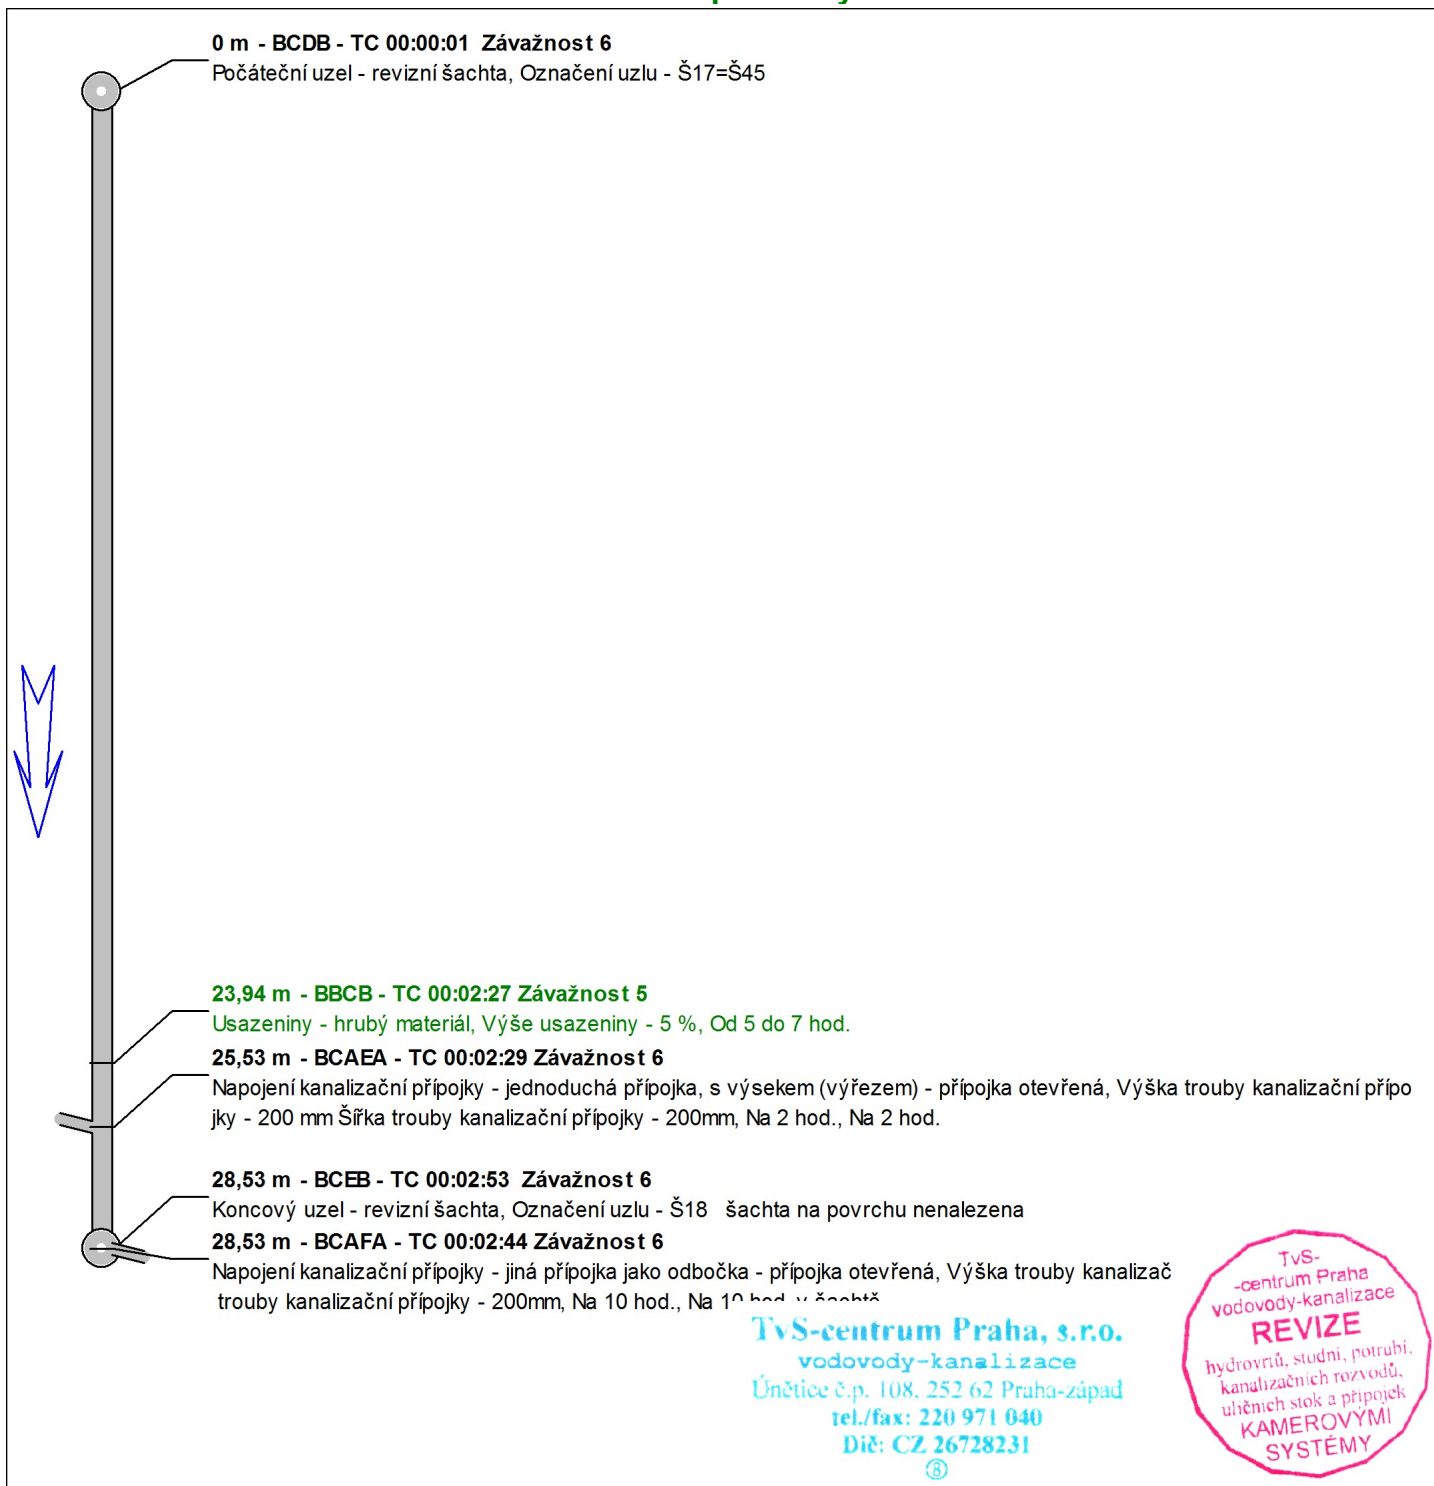 0 m - BCDB - TC 00:00:01 Závažnost 6
Počáteční uzel - revizní šachta, Označení uzlu - Š17=Š45
23,94 m - BBCB - TC 00:02:27 Závažnost 5
Usazeniny - hrubý materiál, Výše usazeniny - 5 %, Od 5 do 7 hod.
25,53 m - BCAEA - TC 00:02:29 Závažnost 6
Napojení kanalizační přípojky - jednoduchá přípojka, s výsekem (výřezem) - přípojka otevřená, Výška trouby kanalizační přípo
jky - 200 mm Šířka trouby kanalizační přípojky - 200mm, Na 2 hod., Na 2 hod.
28,53 m - BCEB - TC 00:02:53 Závažnost 6
Koncový uzel - revizní šachta, Označení uzlu - Š18 šachta na povrchu nenalezena
28,53 m - BCAFA - TC 00:02:44 Závažnost 6
Napojení kanalizační přípojky - jiná přípojka jako odbočka - přípojka otevřená, Výška trouby kanalizač
trouby kanalizační přípojky - 200mm, Na 10 hod., Na 10 hod. v šachtě
TvS-centrum Praha, s.r.o.
vodovody-kanalizace
Únětice č.p. 108, 252 62 Praha-západ
tel./fax: 220 971 040
Dič: CZ 26728231
8
TvS-
-centrum Praha
vodovody-kanalizace
REVIZE
hydrovrtů, studní, potrubí,
kanalizačních rozvodů,
uličních stok a přípojek
KAMEROVÝMI
SYSTÉMY